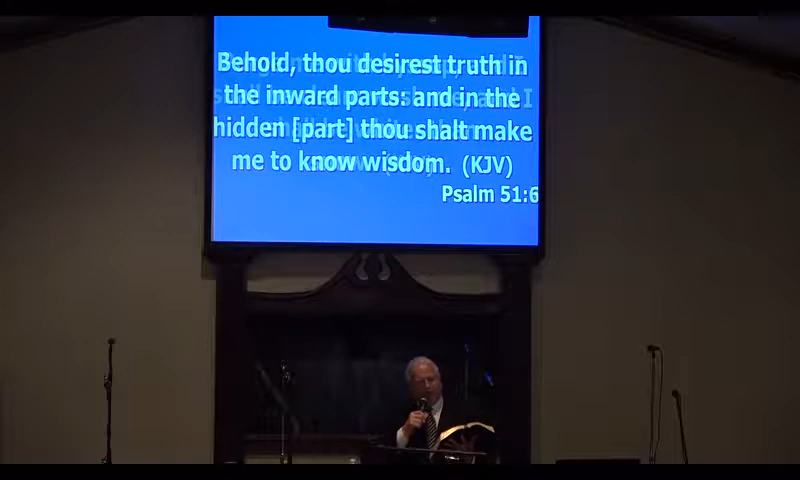 Behold, thou desirest truth in
the inward parts: and in the
hidden [part] thou shalt make
me to know wisdom. (KJV)
Psalm 51:6